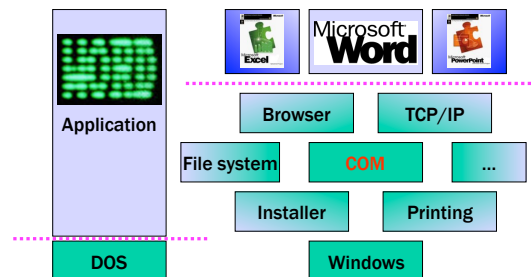 Application
DOS
Microsoft
Excel
Microsoft
Word
Microsoft
PowerPoint
Browser
TCP/IP
File system
COM
...
Installer
Printing
Windows